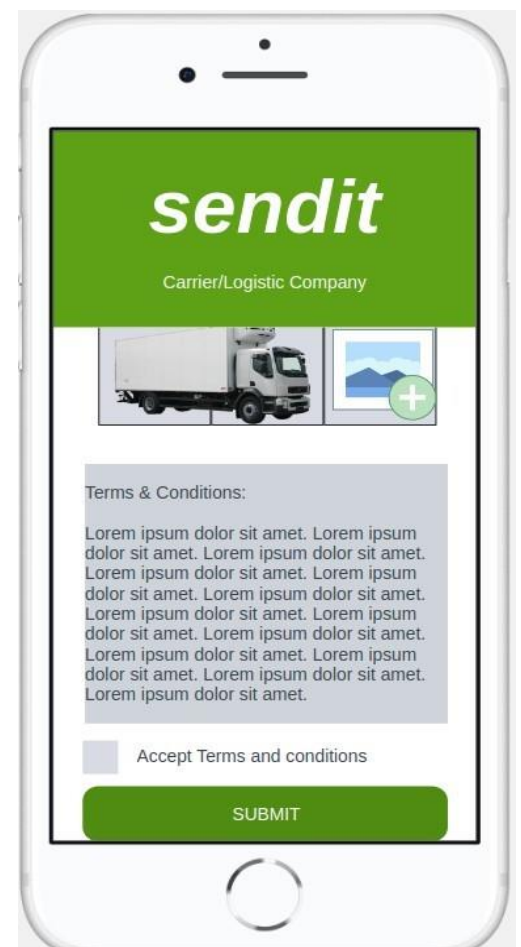 sendit
Carrier/Logistic Company
Terms & Conditions:
Lorem ipsum dolor sit amet. Lorem ipsum
dolor sit amet. Lorem ipsum dolor sit amet.
Lorem ipsum dolor sit amet. Lorem ipsum
dolor sit amet. Lorem ipsum dolor sit amet.
Lorem ipsum dolor sit amet. Lorem ipsum
dolor sit amet. Lorem ipsum dolor sit amet.
Lorem ipsum dolor sit amet. Lorem ipsum
dolor sit amet. Lorem ipsum dolor sit amet.
Lorem ipsum dolor sit amet.
Accept Terms and conditions
SUBMIT